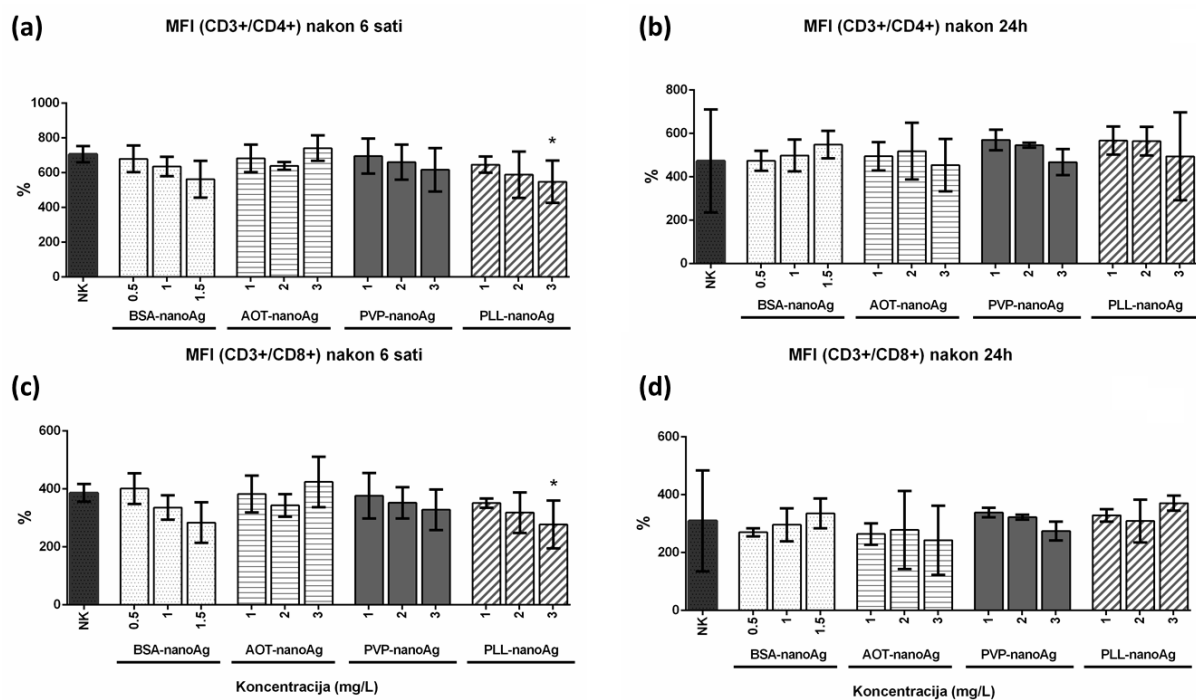 (a)
MFI (CD3+/CD4+) nakon 6 sati
%
1000
800
600
400
200
0
*
NK
0.5
1
1.5
1
2
3
1
2
3
1
2
3
BSA-nanoAg
AOT-nanoAg
PVP-nanoAg
PLL-nanoAg
(b)
MFI (CD3+/CD4+) nakon 24h
%
800
600
400
200
0
NK
0.5
1
1.5
1
2
3
1
2
3
1
2
3
BSA-nanoAg
AOT-nanoAg
PVP-nanoAg
PLL-nanoAg
(c)
MFI (CD3+/CD8+) nakon 6 sati
%
600
400
200
0
*
NK
0.5
1
1.5
1
2
3
1
2
3
1
2
3
BSA-nanoAg
AOT-nanoAg
PVP-nanoAg
PLL-nanoAg
Koncentracija (mg/L)
(d)
MFI (CD3+/CD8+) nakon 24h
%
600
400
200
0
NK
0.5
1
1.5
1
2
3
1
2
3
1
2
3
BSA-nanoAg
AOT-nanoAg
PVP-nanoAg
PLL-nanoAg
Koncentracija (mg/L)